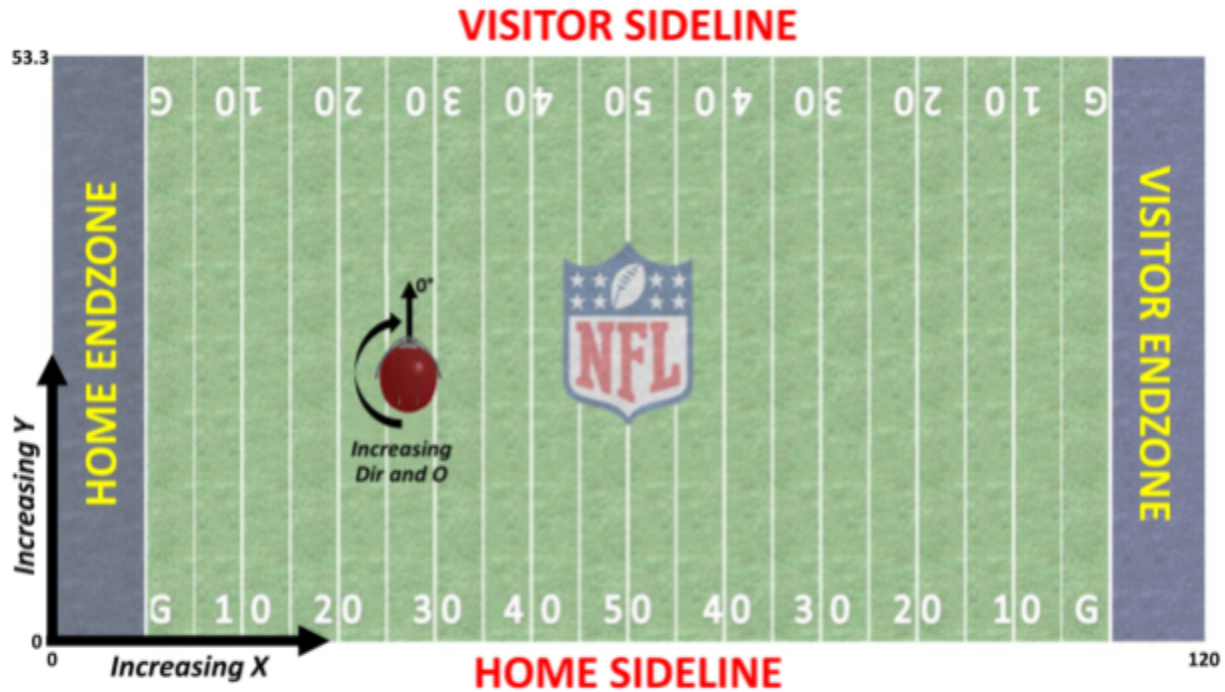 VISITOR SIDELINE
53.3
G 10 20 30 40 50 40 30 20 10 G
HOME ENDZONE
VISITOR ENDZONE
0°
NFL
Increasing
Dir and O
Increasing Y
G 10 20 30 40 50 40 30 20 10 G
0
0
Increasing X
HOME SIDELINE
120